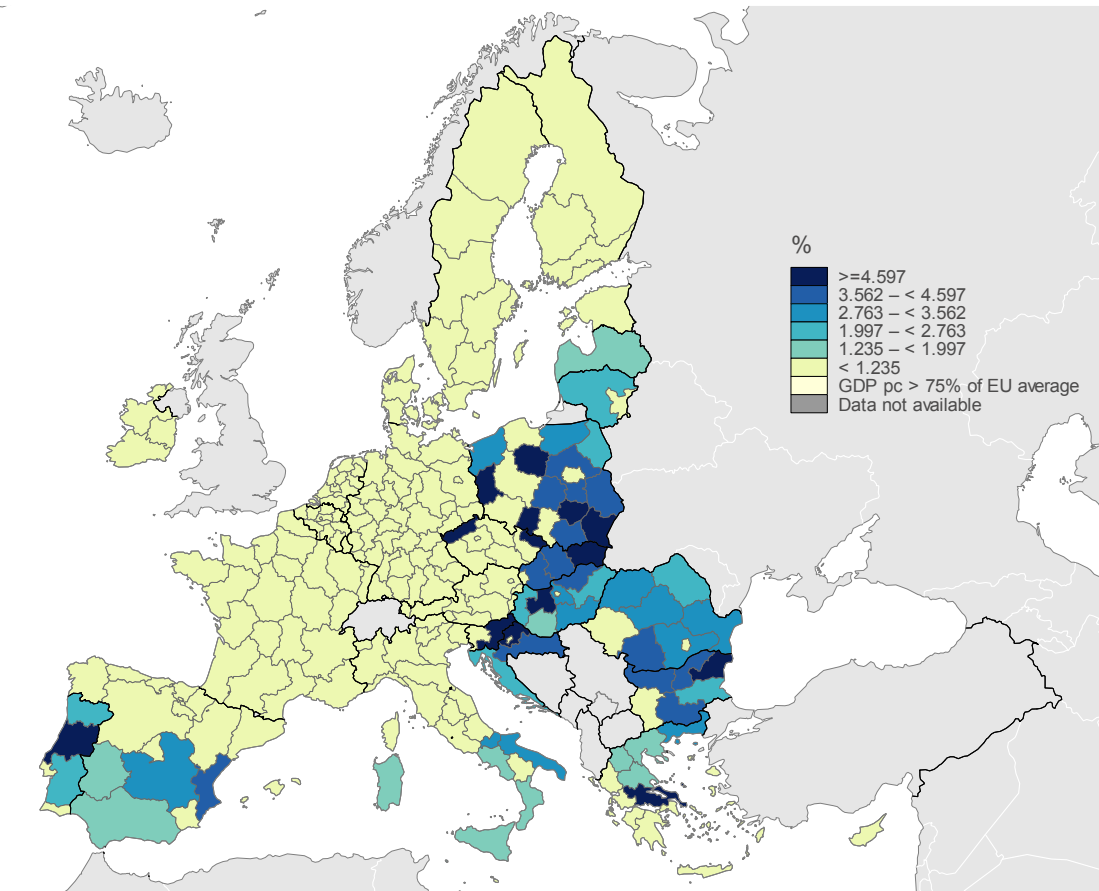 %
>=4.597
3.562 – < 4.597
2.763 – < 3.562
1.997 – < 2.763
1.235 – < 1.997
< 1.235
GDP pc > 75% of EU average
Data not available